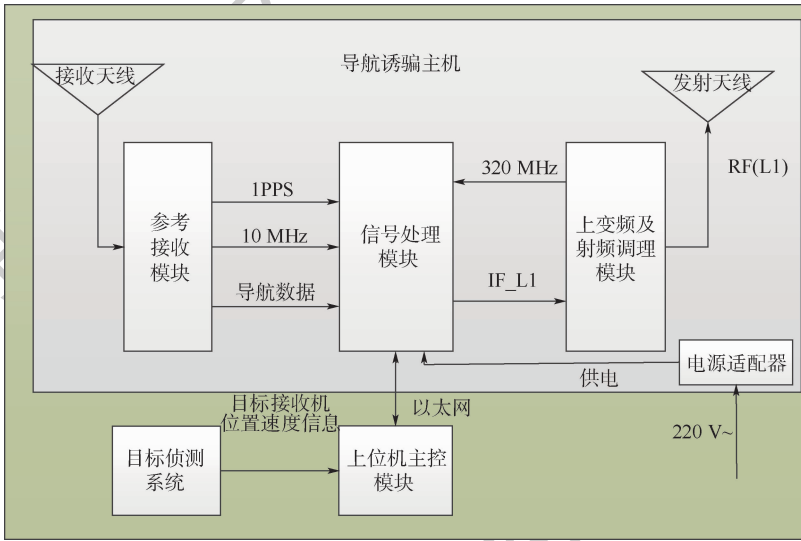 导航诱骗主机
接收天线
发射天线
RF(L1)
参考
接收
模块
1PPS
10 MHz
导航数据
信号处理
模块
320 MHz
IF_L1
上变频及
射频调理
模块
电源适配器
供电
220 V~
目标接收机
位置速度信息
以太网
目标侦测
系统
上位机主控
模块